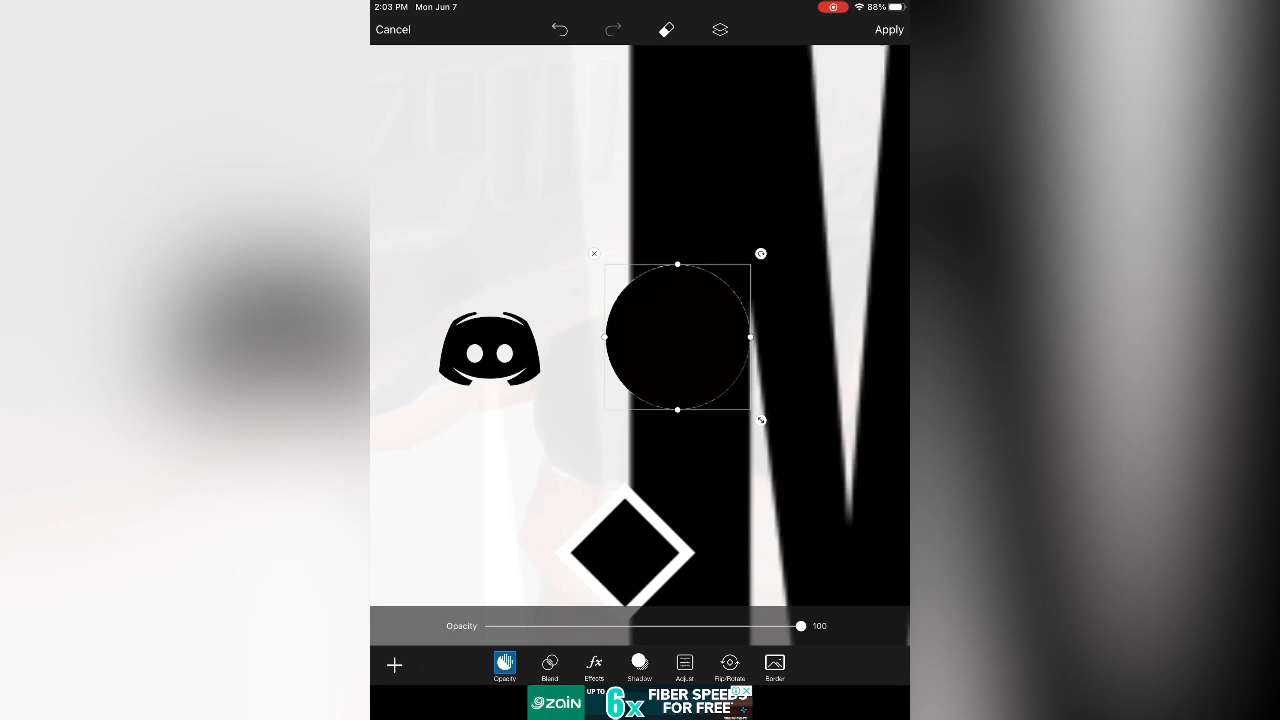 2:03 PM Mon Jun 7
88%
Cancel
Apply
Opacity
100
Opacity
Blend
fx
Effects
Shadow
Adjust
Flip/Rotate
Border
zain
UP TO
6x
FIBER SPEEDS
FOR FREE